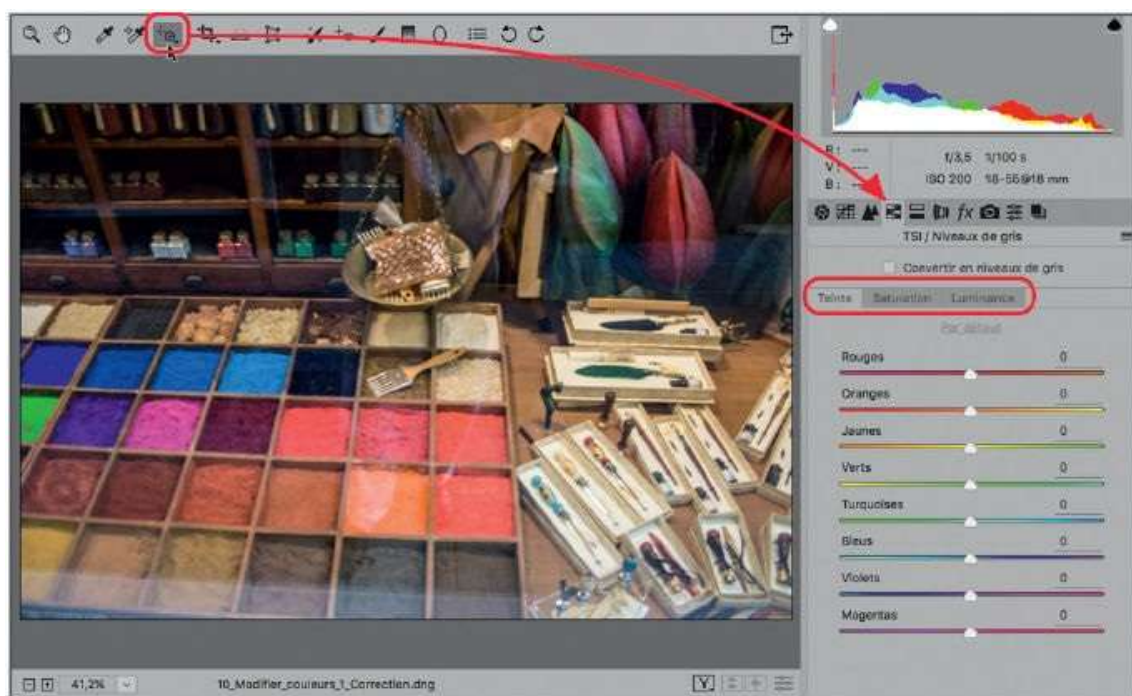 R : ---
V : ---
B : ---
f/3,5 1/100 s
ISO 200 18-55@18 mm
fx
TSI / Niveaux de gris
Convertir en niveaux de gris
Teinte Saturation Luminance
Par défaut
Rouges 0
Oranges 0
Jaunes 0
Verts 0
Turquoises 0
Bleus 0
Violets 0
Magentas 0
41,2% 10_Modifier_couleurs_1_Correction.dng Y